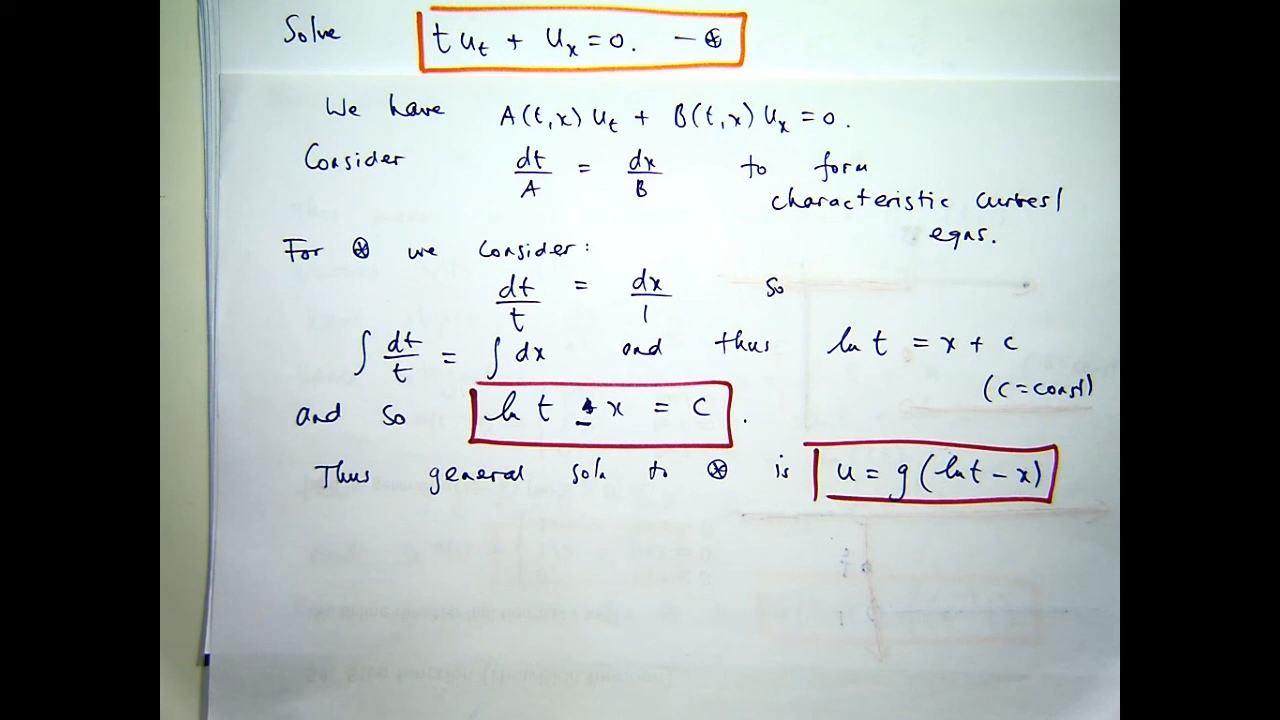 Solve t u_t + u_x = 0. — ⊛
We have A(t,x) u_t + B(t,x) u_x = 0.
Consider dt/A = dx/B to form
characteristic curves/
eqns.
For ⊛ we consider:
dt/t = dx/1 so
∫ dt/t = ∫ dx and thus ln t = x + c
(c = const)
and so ln t - x = c .
Thus general soln to ⊛ is u = g(ln t - x)